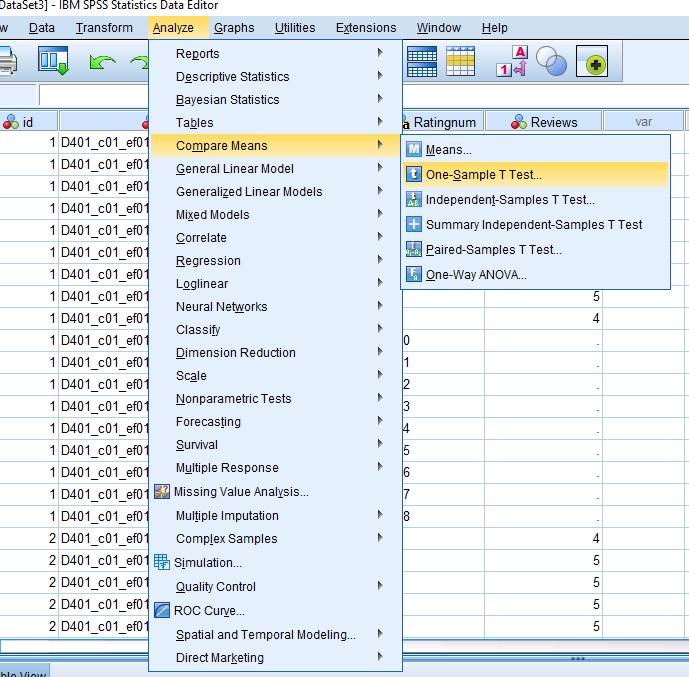 DataSet3] - IBM SPSS Statistics Data Editor
w Data Transform Analyze Graphs Utilities Extensions Window Help
Reports
Descriptive Statistics
Bayesian Statistics
Tables
Compare Means
General Linear Model
Generalized Linear Models
Mixed Models
Correlate
Regression
Loglinear
Neural Networks
Classify
Dimension Reduction
Scale
Nonparametric Tests
Forecasting
Survival
Multiple Response
Missing Value Analysis...
Multiple Imputation
Complex Samples
Simulation...
Quality Control
ROC Curve...
Spatial and Temporal Modeling...
Direct Marketing
Means...
One-Sample T Test...
Independent-Samples T Test...
Summary Independent-Samples T Test
Paired-Samples T Test...
One-Way ANOVA...
id Ratingnum Reviews var
1 D401_c01_ef01
1 D401_c01_ef01
1 D401_c01_ef01
1 D401_c01_ef01
1 D401_c01_ef01
1 D401_c01_ef01
1 D401_c01_ef01
1 D401_c01_ef01 5
1 D401_c01_ef01 4
1 D401_c01_ef01 0 .
1 D401_c01_ef01 1 .
1 D401_c01_ef01 2 .
1 D401_c01_ef01 3 .
1 D401_c01_ef01 4 .
1 D401_c01_ef01 5 .
1 D401_c01_ef01 6 .
1 D401_c01_ef01 7 .
1 D401_c01_ef01 8 .
2 D401_c01_ef01 4
2 D401_c01_ef01 5
2 D401_c01_ef01 5
2 D401_c01_ef01 5
2 D401_c01_ef01 5
ble View